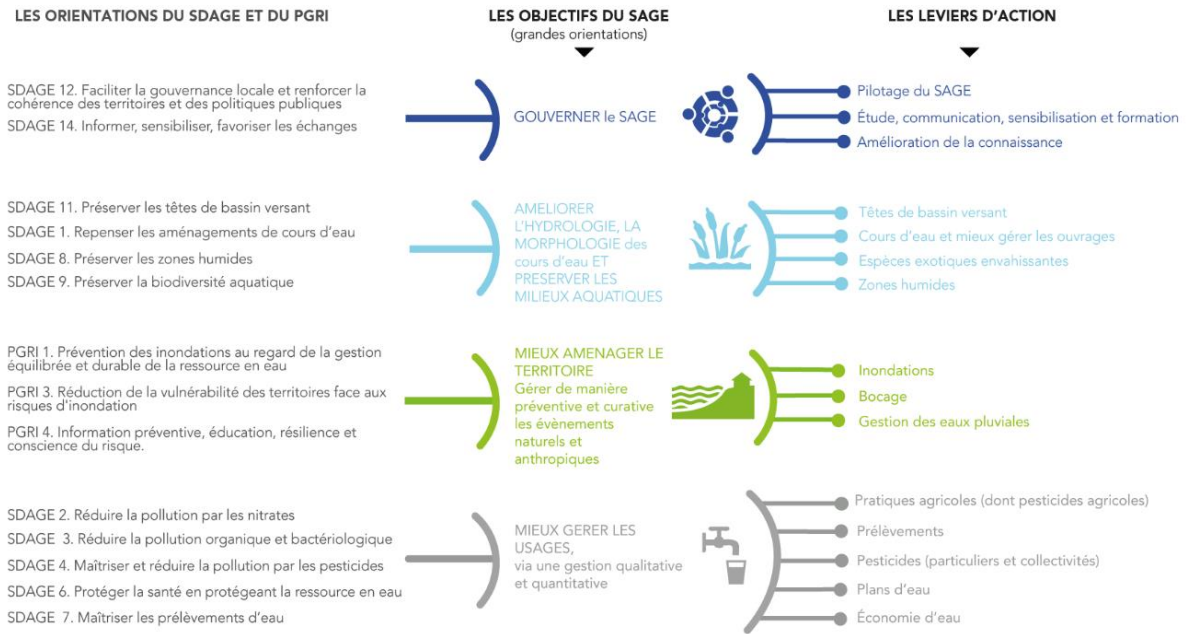 LES ORIENTATIONS DU SDAGE ET DU PGRI
LES OBJECTIFS DU SAGE
(grandes orientations)
LES LEVIERS D'ACTION
SDAGE 12. Faciliter la gouvernance locale et renforcer la
cohérence des territoires et des politiques publiques
SDAGE 14. Informer, sensibiliser, favoriser les échanges
GOUVERNER le SAGE
Pilotage du SAGE
Étude, communication, sensibilisation et formation
Amélioration de la connaissance
SDAGE 11. Préserver les têtes de bassin versant
SDAGE 1. Repenser les aménagements de cours d'eau
SDAGE 8. Préserver les zones humides
SDAGE 9. Préserver la biodiversité aquatique
AMELIORER
L'HYDROLOGIE, LA
MORPHOLOGIE des
cours d'eau ET
PRESERVER LES
MILIEUX AQUATIQUES
Têtes de bassin versant
Cours d'eau et mieux gérer les ouvrages
Espèces exotiques envahissantes
Zones humides
PGRI 1. Prévention des inondations au regard de la gestion
équilibrée et durable de la ressource en eau
PGRI 3. Réduction de la vulnérabilité des territoires face aux
risques d'inondation
PGRI 4. Information préventive, éducation, résilience et
conscience du risque.
MIEUX AMENAGER LE
TERRITOIRE
Gérer de manière
préventive et curative
les évènements
naturels et
anthropiques
Inondations
Bocage
Gestion des eaux pluviales
SDAGE 2. Réduire la pollution par les nitrates
SDAGE  3. Réduire la pollution organique et bactériologique
SDAGE 4. Maîtriser et réduire la pollution par les pesticides
SDAGE 6. Protéger la santé en protégeant la ressource en eau
SDAGE  7. Maîtriser les prélèvements d'eau
MIEUX GERER LES
USAGES,
via une gestion qualitative
et quantitative
Pratiques agricoles (dont pesticides agricoles)
Prélèvements
Pesticides (particuliers et collectivités)
Plans d'eau
Économie d'eau